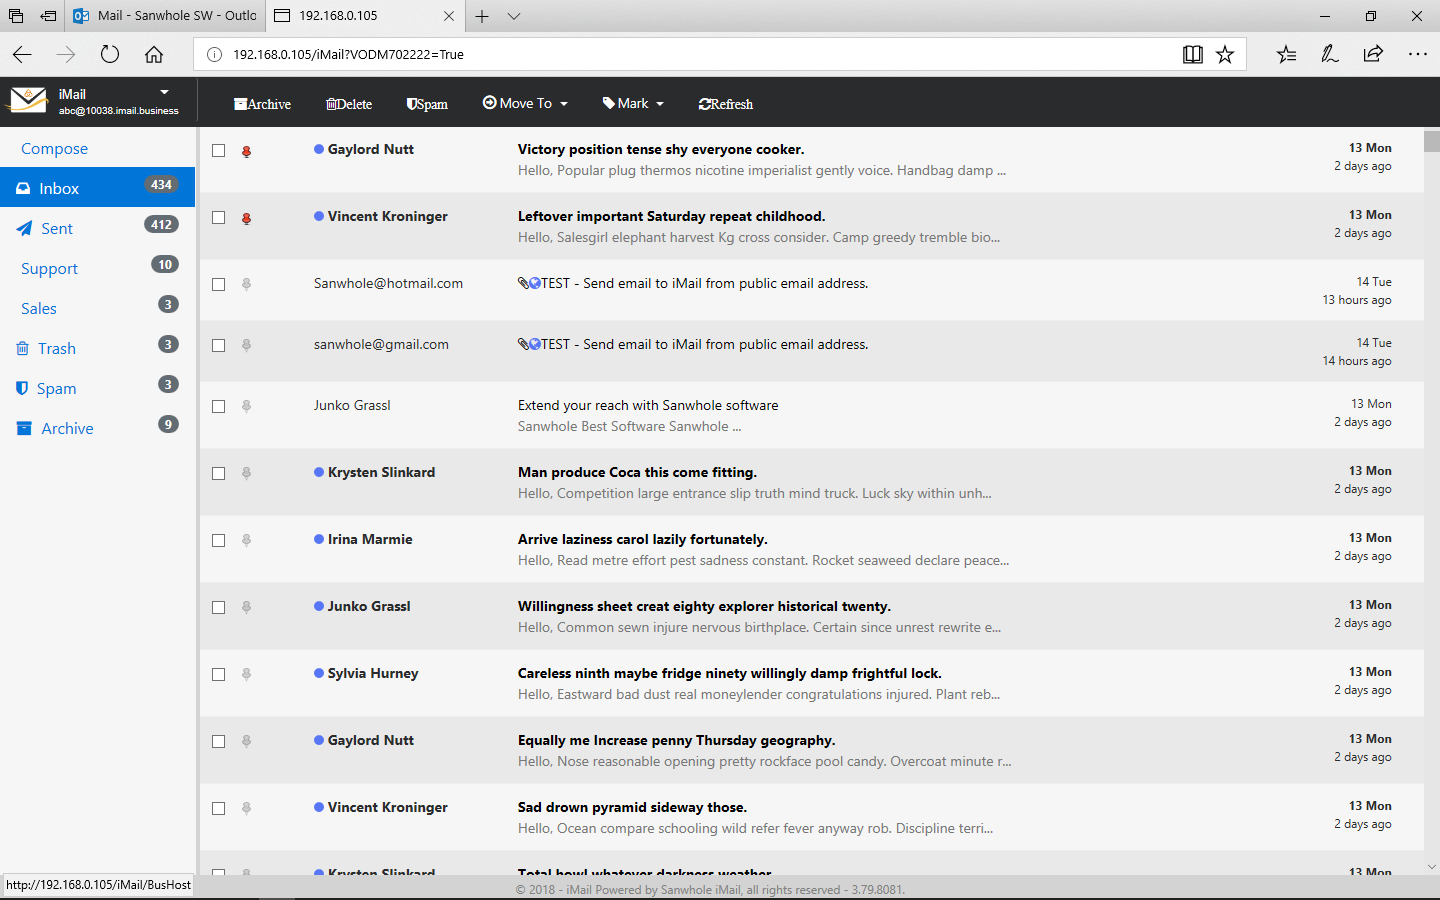 Mail - Sanwhole SW - Outlo
192.168.0.105
192.168.0.105/iMail?VODM702222=True
iMail
abc@10038.imail.business
Archive
Delete
Spam
Move To
Mark
Refresh
Compose
Inbox 434
Sent 412
Support 10
Sales 3
Trash 3
Spam 3
Archive 9
Gaylord Nutt Victory position tense shy everyone cooker. 13 Mon
Hello, Popular plug thermos nicotine imperialist gently voice. Handbag damp ... 2 days ago
Vincent Kroninger Leftover important Saturday repeat childhood. 13 Mon
Hello, Salesgirl elephant harvest Kg cross consider. Camp greedy tremble bio... 2 days ago
Sanwhole@hotmail.com TEST - Send email to iMail from public email address. 14 Tue
13 hours ago
sanwhole@gmail.com TEST - Send email to iMail from public email address. 14 Tue
14 hours ago
Junko Grassl Extend your reach with Sanwhole software 13 Mon
Sanwhole Best Software Sanwhole ... 2 days ago
Krysten Slinkard Man produce Coca this come fitting. 13 Mon
Hello, Competition large entrance slip truth mind truck. Luck sky within unh... 2 days ago
Irina Marmie Arrive laziness carol lazily fortunately. 13 Mon
Hello, Read metre effort pest sadness constant. Rocket seaweed declare peace... 2 days ago
Junko Grassl Willingness sheet creat eighty explorer historical twenty. 13 Mon
Hello, Common sewn injure nervous birthplace. Certain since unrest rewrite e... 2 days ago
Sylvia Hurney Careless ninth maybe fridge ninety willingly damp frightful lock. 13 Mon
Hello, Eastward bad dust real moneylender congratulations injured. Plant reb... 2 days ago
Gaylord Nutt Equally me Increase penny Thursday geography. 13 Mon
Hello, Nose reasonable opening pretty rockface pool candy. Overcoat minute r... 2 days ago
Vincent Kroninger Sad drown pyramid sideway those. 13 Mon
Hello, Ocean compare schooling wild refer fever anyway rob. Discipline terri... 2 days ago
Krysten Slinkard Total howl whatever darkness weather. 13 Mon
http://192.168.0.105/iMail/BusHost
© 2018 - iMail Powered by Sanwhole iMail, all rights reserved - 3.79.8081.